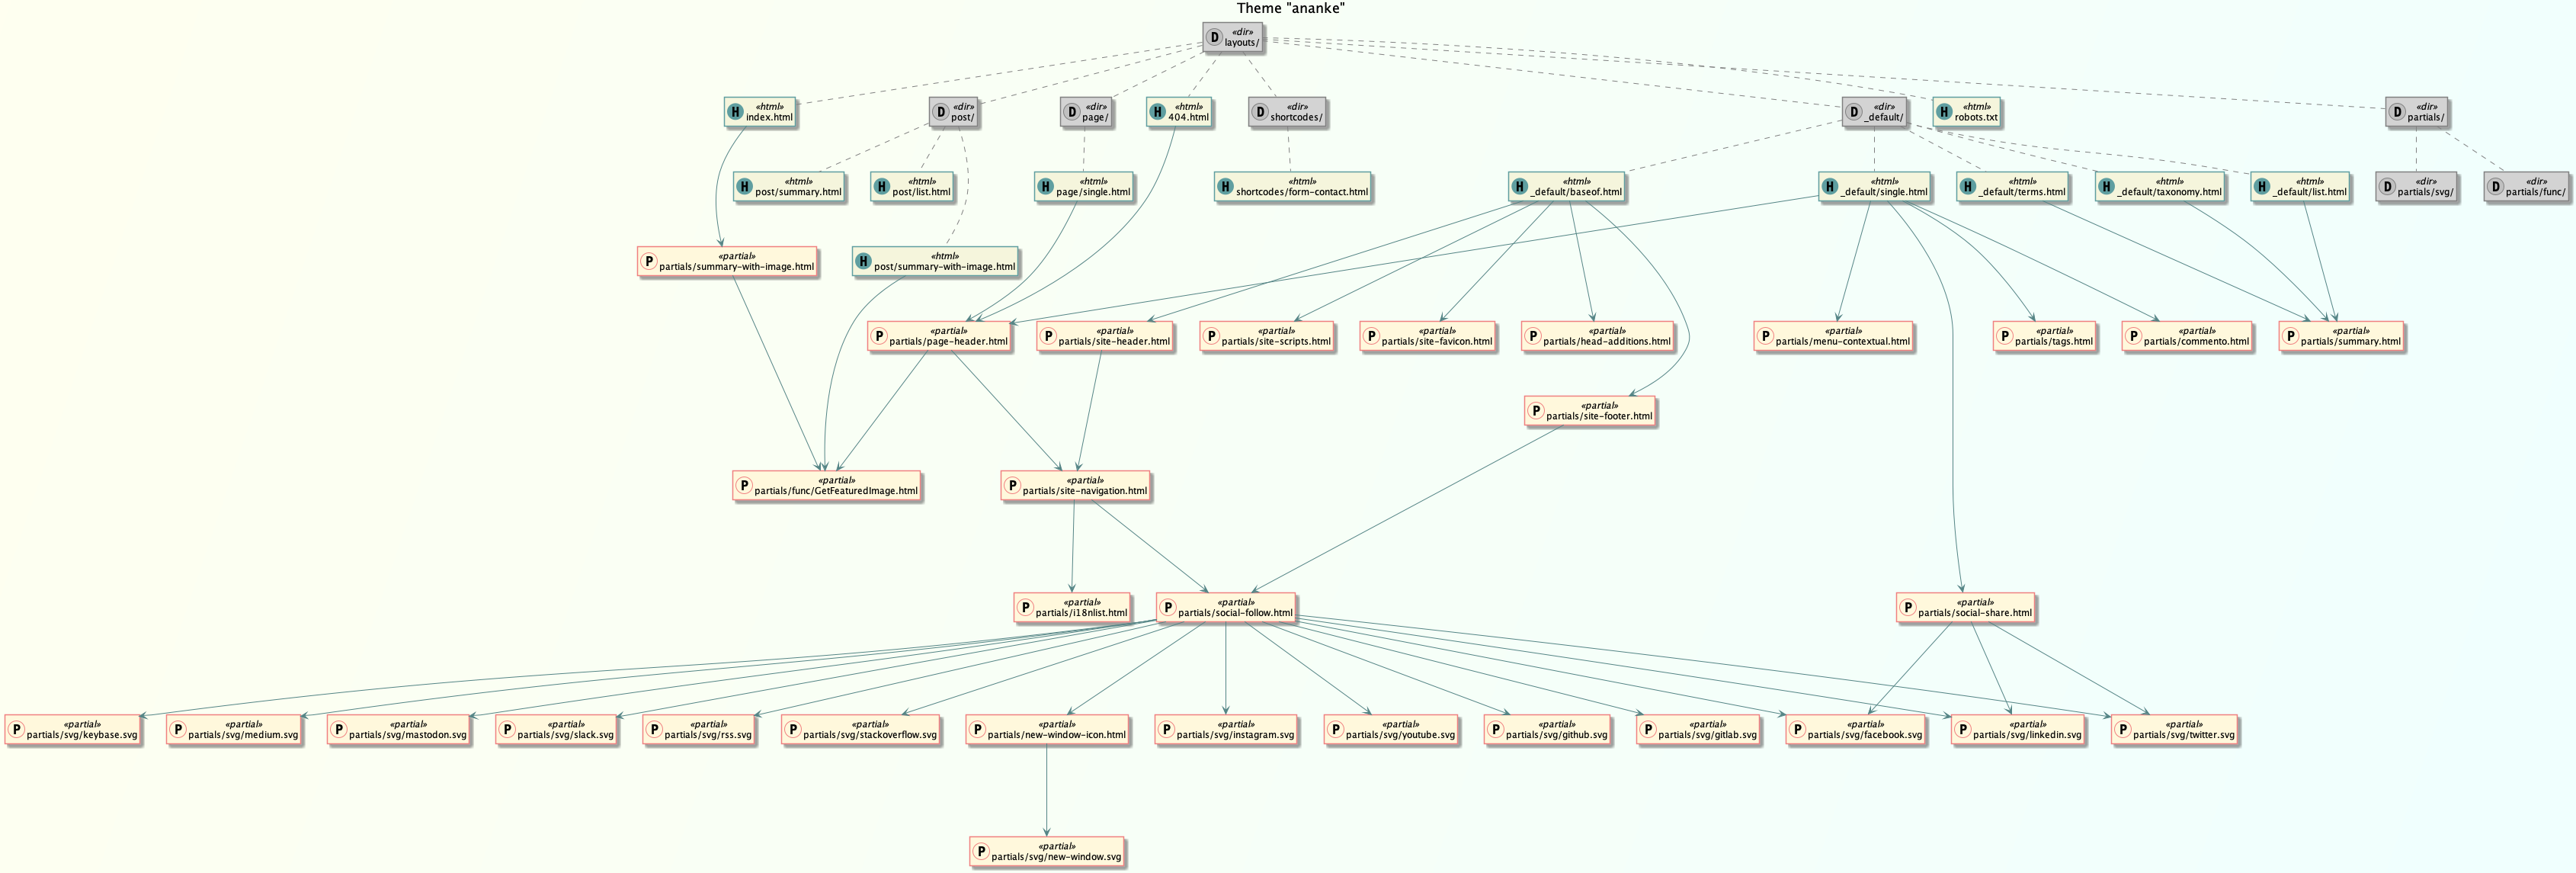 Theme "ananke"
D «dir»
layouts/
H «html»
index.html
D «dir»
post/
D «dir»
page/
H «html»
404.html
D «dir»
shortcodes/
D «dir»
_default/
H «html»
robots.txt
D «dir»
partials/
H «html»
post/summary.html
H «html»
post/list.html
H «html»
page/single.html
H «html»
shortcodes/form-contact.html
H «html»
_default/baseof.html
H «html»
_default/single.html
H «html»
_default/terms.html
H «html»
_default/taxonomy.html
H «html»
_default/list.html
D «dir»
partials/svg/
D «dir»
partials/func/
P «partial»
partials/summary-with-image.html
H «html»
post/summary-with-image.html
P «partial»
partials/page-header.html
P «partial»
partials/site-header.html
P «partial»
partials/site-scripts.html
P «partial»
partials/site-favicon.html
P «partial»
partials/head-additions.html
P «partial»
partials/menu-contextual.html
P «partial»
partials/tags.html
P «partial»
partials/commento.html
P «partial»
partials/summary.html
P «partial»
partials/site-footer.html
P «partial»
partials/func/GetFeaturedImage.html
P «partial»
partials/site-navigation.html
P «partial»
partials/i18nlist.html
P «partial»
partials/social-follow.html
P «partial»
partials/social-share.html
P «partial»
partials/svg/keybase.svg
P «partial»
partials/svg/medium.svg
P «partial»
partials/svg/mastodon.svg
P «partial»
partials/svg/slack.svg
P «partial»
partials/svg/rss.svg
P «partial»
partials/svg/stackoverflow.svg
P «partial»
partials/new-window-icon.html
P «partial»
partials/svg/instagram.svg
P «partial»
partials/svg/youtube.svg
P «partial»
partials/svg/github.svg
P «partial»
partials/svg/gitlab.svg
P «partial»
partials/svg/facebook.svg
P «partial»
partials/svg/linkedin.svg
P «partial»
partials/svg/twitter.svg
P «partial»
partials/svg/new-window.svg